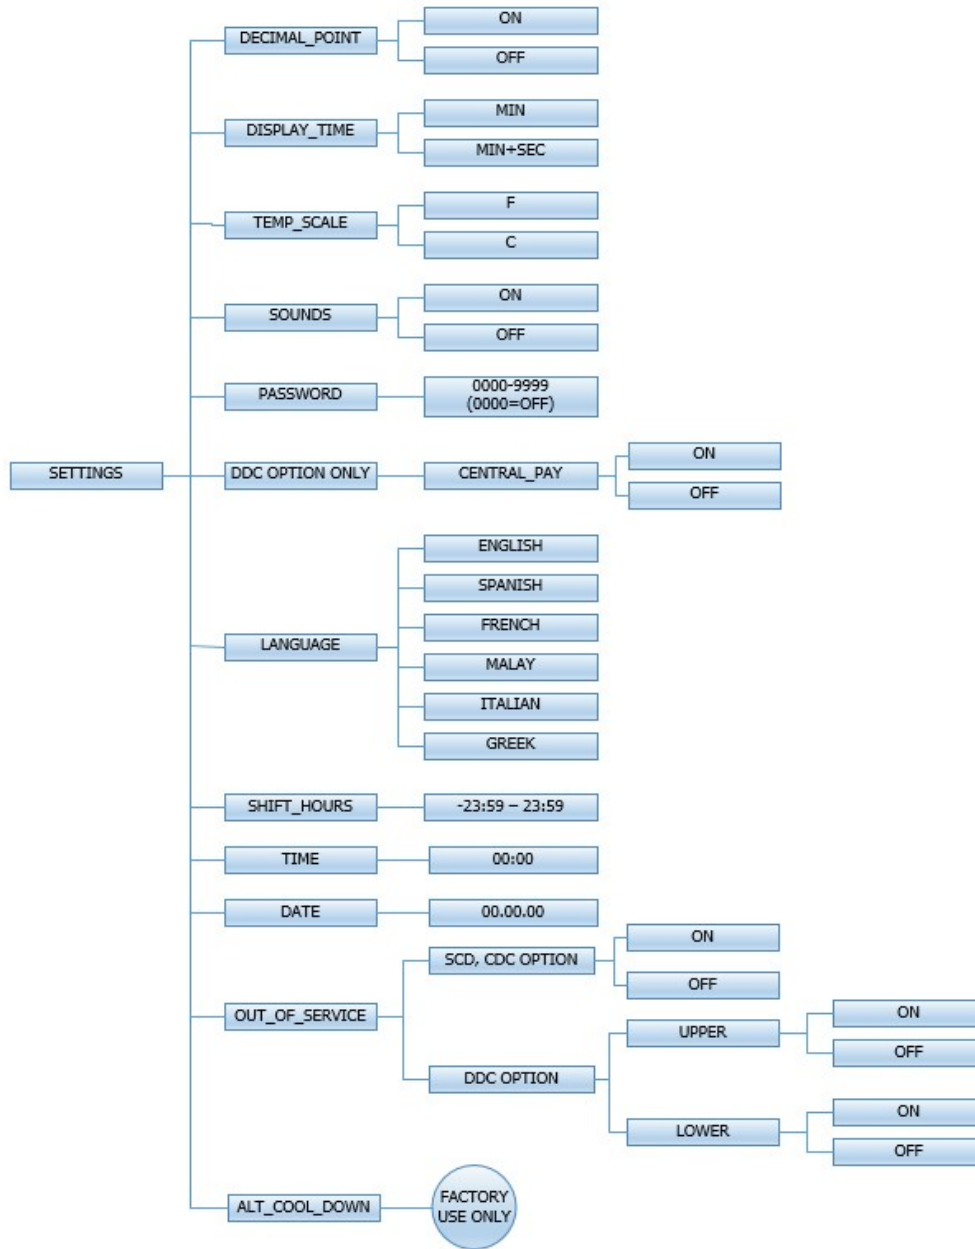 ON
DECIMAL_POINT
OFF
MIN
DISPLAY_TIME
MIN+SEC
F
TEMP_SCALE
C
ON
SOUNDS
OFF
PASSWORD
0000-9999
(0000=OFF)
SETTINGS
DDC OPTION ONLY
CENTRAL_PAY
ON
OFF
LANGUAGE
ENGLISH
SPANISH
FRENCH
MALAY
ITALIAN
GREEK
SHIFT_HOURS
-23:59 – 23:59
TIME
00:00
DATE
00.00.00
OUT_OF_SERVICE
SCD, CDC OPTION
ON
OFF
DDC OPTION
UPPER
ON
OFF
LOWER
ON
OFF
ALT_COOL_DOWN
FACTORY
USE ONLY